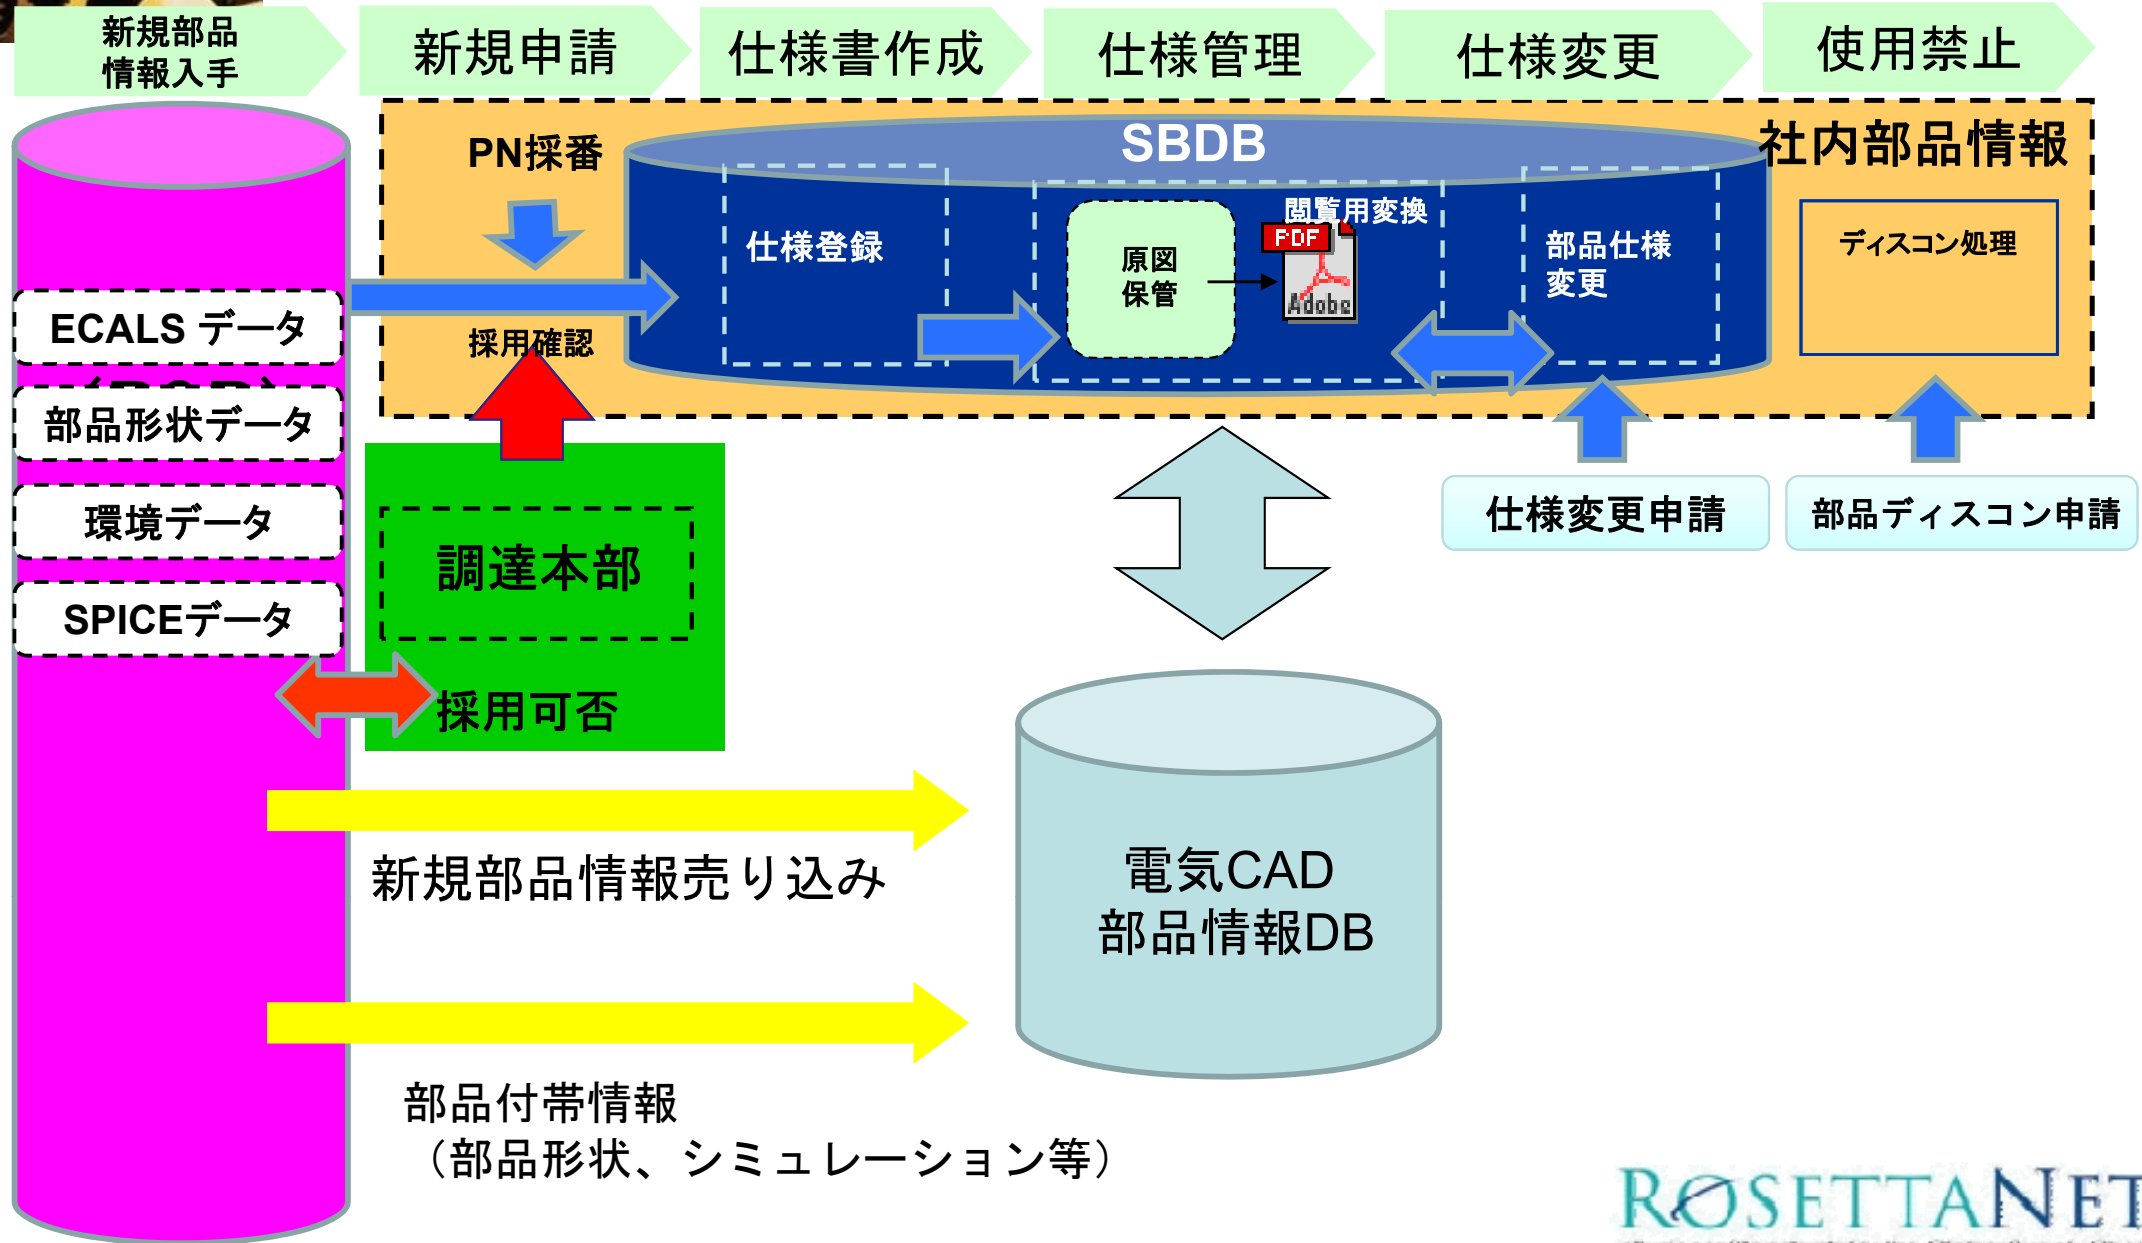 新規部品
情報入手
新規申請
仕様書作成
仕様管理
仕様変更
使用禁止
PN採番
SBDB
社内部品情報
仕様登録
閲覧用変換
PDF
Adobe
原図
保管
部品仕様
変更
ディスコン処理
採用確認
ECALS データ
部品形状データ
環境データ
SPICEデータ
調達本部
採用可否
仕様変更申請
部品ディスコン申請
新規部品情報売り込み
電気CAD
部品情報DB
部品付帯情報
（部品形状、シミュレーション等）
ROSETTANET